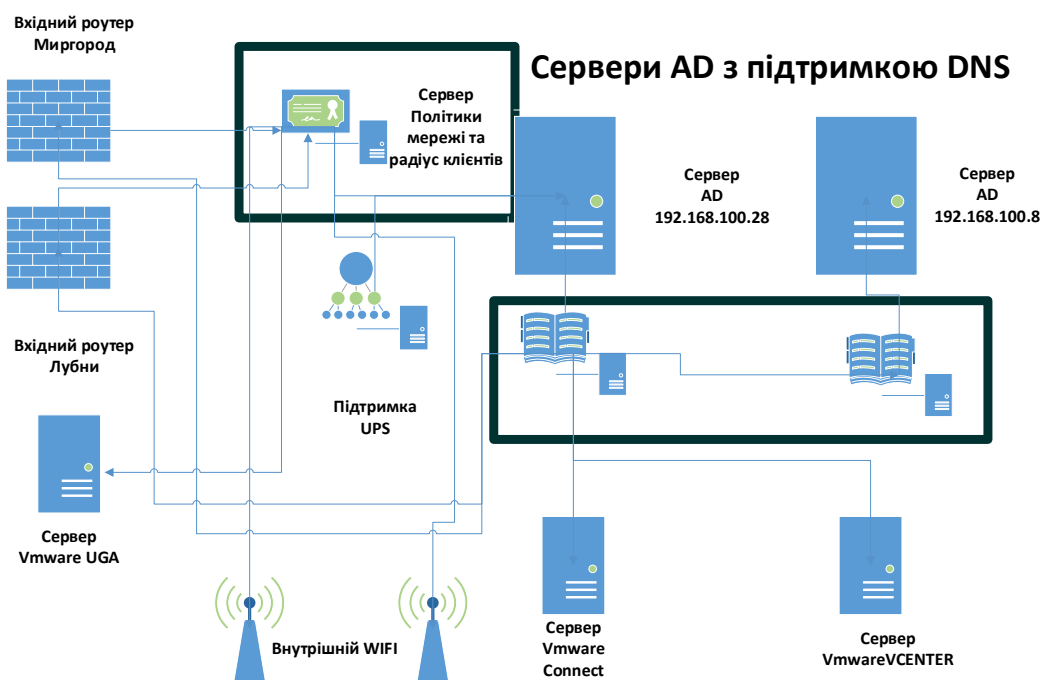 Вхідний роутер
Миргород
Сервери AD з підтримкою DNS
Сервер
Політики
мережі та
радіус клієнтів
Сервер
AD
192.168.100.28
Сервер
AD
192.168.100.8
Вхідний роутер
Лубни
Підтримка
UPS
Сервер
Vmware UGA
Внутрішній WIFI
Сервер
Vmware
Connect
Сервер
VmwareVCENTER